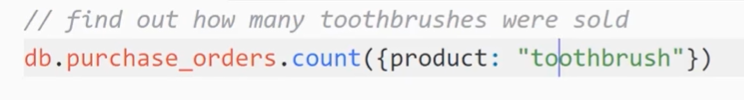 // find out how many toothbrushes were sold
db.purchase_orders.count({product: "toothbrush"})